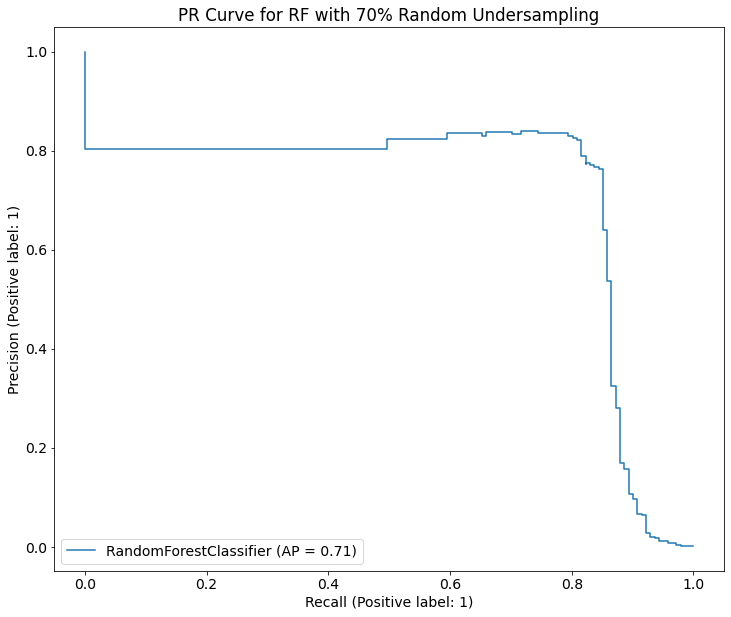 PR Curve for RF with 70% Random Undersampling
1.0
0.8
0.6
0.4
0.2
0.0
Precision (Positive label: 1)
RandomForestClassifier (AP = 0.71)
0.0 0.2 0.4 0.6 0.8 1.0
Recall (Positive label: 1)